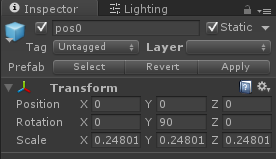 Inspector Lighting
pos0 Static
Tag Untagged Layer
Prefab Select Revert Apply
Transform
Position X 0 Y 0 Z 0
Rotation X 0 Y 90 Z 0
Scale X 0.24801 Y 0.24801 Z 0.24801